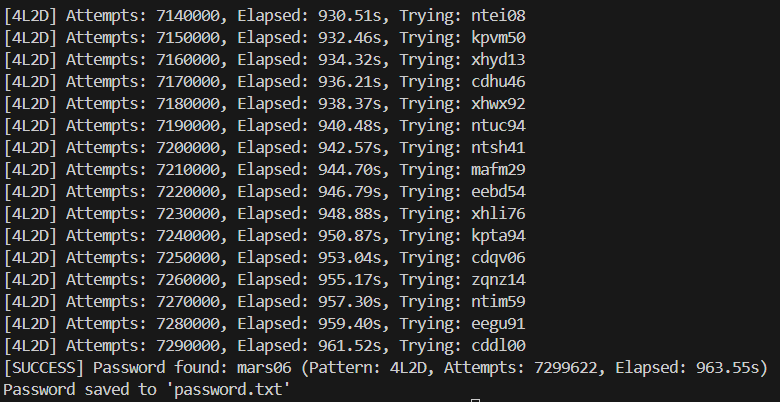 [4L2D] Attempts: 7140000, Elapsed: 930.51s, Trying: ntei08
[4L2D] Attempts: 7150000, Elapsed: 932.46s, Trying: kpvm50
[4L2D] Attempts: 7160000, Elapsed: 934.32s, Trying: xhyd13
[4L2D] Attempts: 7170000, Elapsed: 936.21s, Trying: cdhu46
[4L2D] Attempts: 7180000, Elapsed: 938.37s, Trying: xhwx92
[4L2D] Attempts: 7190000, Elapsed: 940.48s, Trying: ntuc94
[4L2D] Attempts: 7200000, Elapsed: 942.57s, Trying: ntsh41
[4L2D] Attempts: 7210000, Elapsed: 944.70s, Trying: mafm29
[4L2D] Attempts: 7220000, Elapsed: 946.79s, Trying: eebd54
[4L2D] Attempts: 7230000, Elapsed: 948.88s, Trying: xhli76
[4L2D] Attempts: 7240000, Elapsed: 950.87s, Trying: kpta94
[4L2D] Attempts: 7250000, Elapsed: 953.04s, Trying: cdqv06
[4L2D] Attempts: 7260000, Elapsed: 955.17s, Trying: zqnz14
[4L2D] Attempts: 7270000, Elapsed: 957.30s, Trying: ntim59
[4L2D] Attempts: 7280000, Elapsed: 959.40s, Trying: eegu91
[4L2D] Attempts: 7290000, Elapsed: 961.52s, Trying: cddl00
[SUCCESS] Password found: mars06 (Pattern: 4L2D, Attempts: 7299622, Elapsed: 963.55s)
Password saved to 'password.txt'